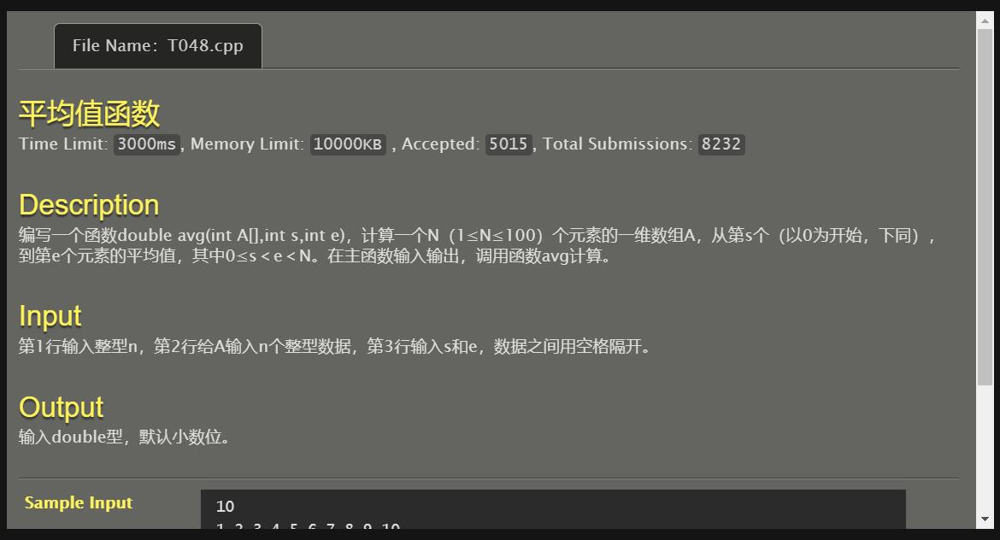 File Name：T048.cpp
平均值函数
Time Limit: 3000ms, Memory Limit: 10000KB , Accepted: 5015, Total Submissions: 8232
Description
编写一个函数double avg(int A[],int s,int e)，计算一个N（1≤N≤100）个元素的一维数组A，从第s个（以0为开始，下同），
到第e个元素的平均值，其中0≤s＜e＜N。在主函数输入输出，调用函数avg计算。
Input
第1行输入整型n，第2行给A输入n个整型数据，第3行输入s和e，数据之间用空格隔开。
Output
输入double型，默认小数位。
Sample Input
10
1 2 3 4 5 6 7 8 9 10